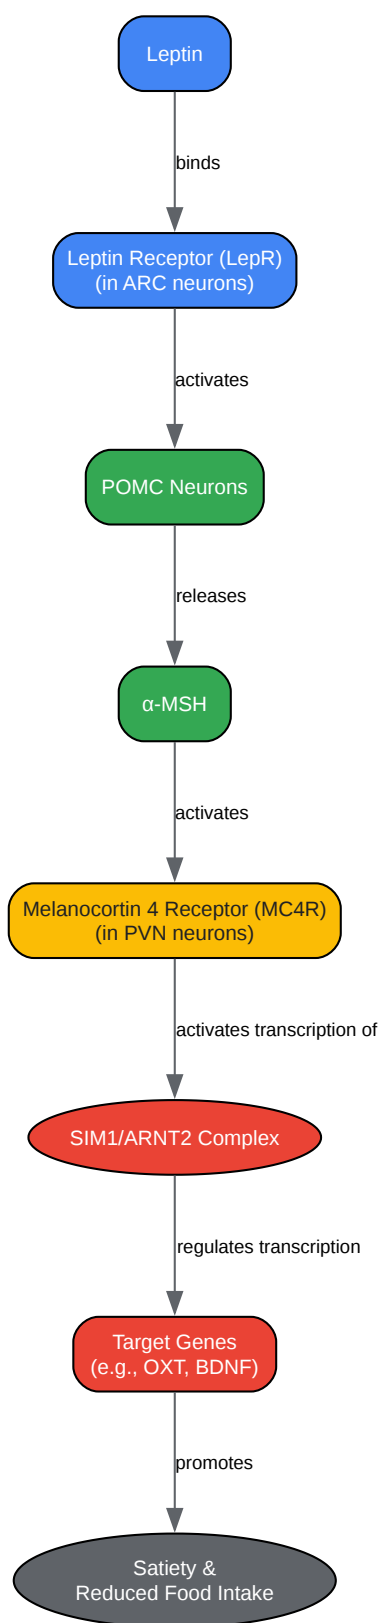 Leptin
binds
Leptin Receptor (LepR)
(in ARC neurons)
activates
POMC Neurons
releases
α-MSH
activates
Melanocortin 4 Receptor (MC4R)
(in PVN neurons)
activates transcription of
SIM1/ARNT2 Complex
regulates transcription
Target Genes
(e.g., OXT, BDNF)
promotes
Satiety &
Reduced Food Intake